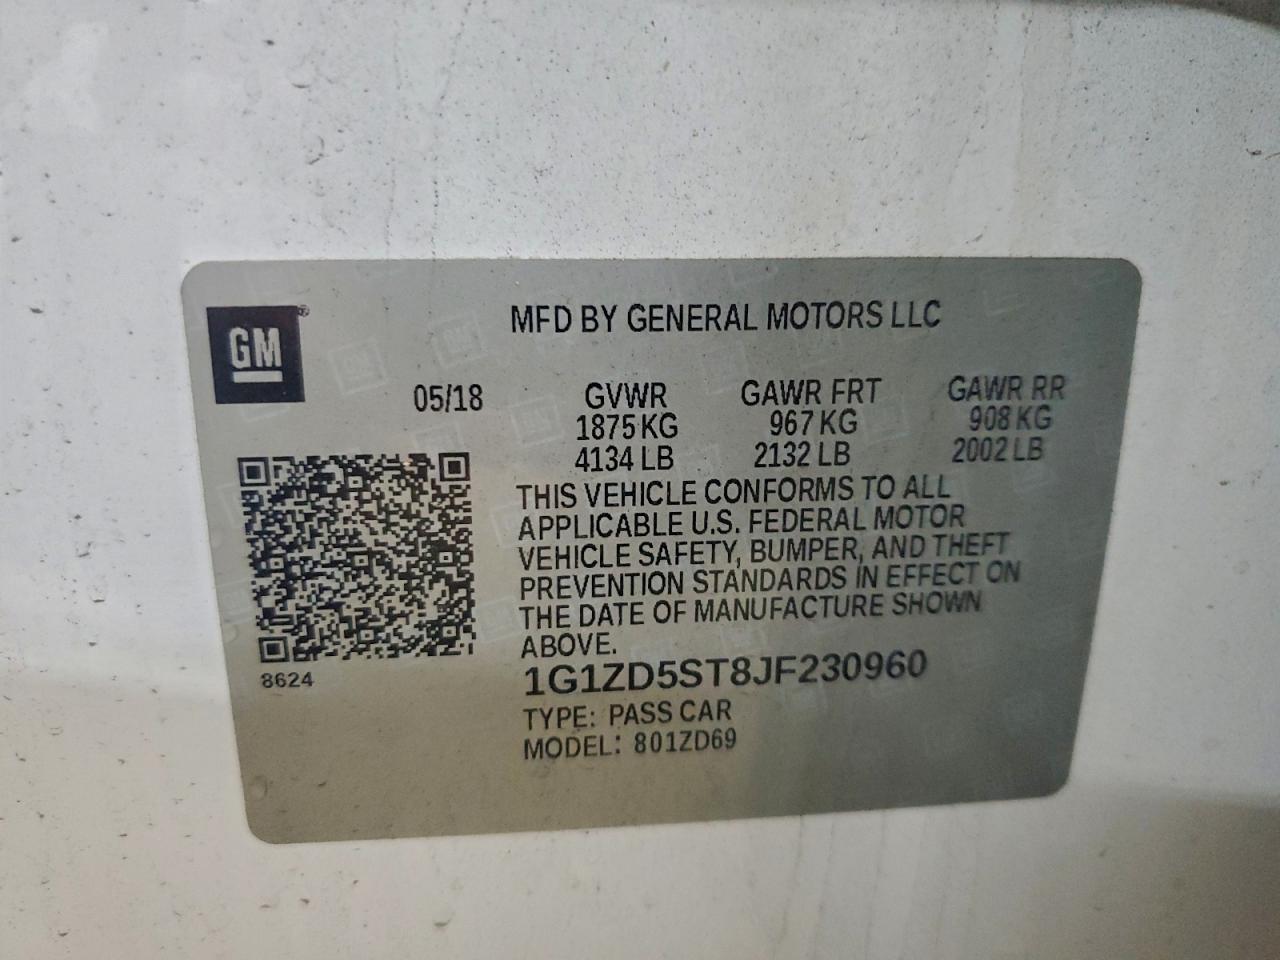 GM ®
MFD BY GENERAL MOTORS LLC
05/18 GVWR GAWR FRT GAWR RR
1875 KG 967 KG 908 KG
4134 LB 2132 LB 2002 LB
THIS VEHICLE CONFORMS TO ALL
APPLICABLE U.S. FEDERAL MOTOR
VEHICLE SAFETY, BUMPER, AND THEFT
PREVENTION STANDARDS IN EFFECT ON
THE DATE OF MANUFACTURE SHOWN
ABOVE.
8624
1G1ZD5ST8JF230960
TYPE: PASS CAR
MODEL: 801ZD69